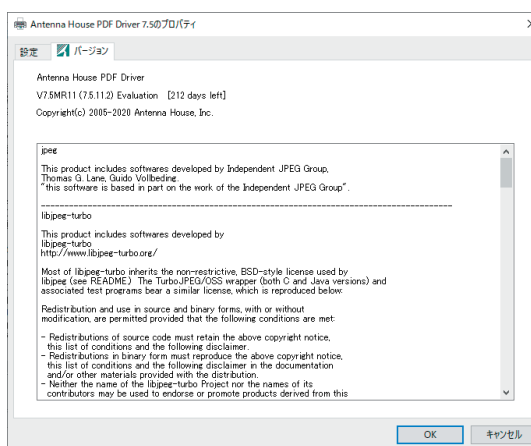 Antenna House PDF Driver 7.5のプロパティ
設定
バージョン
Antenna House PDF Driver
V7.5MR11 (7.5.11.2) Evaluation [212 days left]
Copyright(c) 2005-2020 Antenna House, Inc.
jpeg
This product includes softwares developed by Independent JPEG Group,
Thomas G. Lane, Guido Vollbeding.
"this software is based in part on the work of the Independent JPEG Group".
--------------------------------------------------------------------------------
libjpeg-turbo
This product includes softwares developed by
libjpeg-turbo
http://www.libjpeg-turbo.org/
Most of libjpeg-turbo inherits the non-restrictive, BSD-style license used by
libjpeg (see README.) The TurboJPEG/OSS wrapper (both C and Java versions) and
associated test programs bear a similar license, which is reproduced below:
Redistribution and use in source and binary forms, with or without
modification, are permitted provided that the following conditions are met:
- Redistributions of source code must retain the above copyright notice,
this list of conditions and the following disclaimer.
- Redistributions in binary form must reproduce the above copyright notice,
this list of conditions and the following disclaimer in the documentation
and/or other materials provided with the distribution.
- Neither the name of the libjpeg-turbo Project nor the names of its
contributors may be used to endorse or promote products derived from this
OK
キャンセル